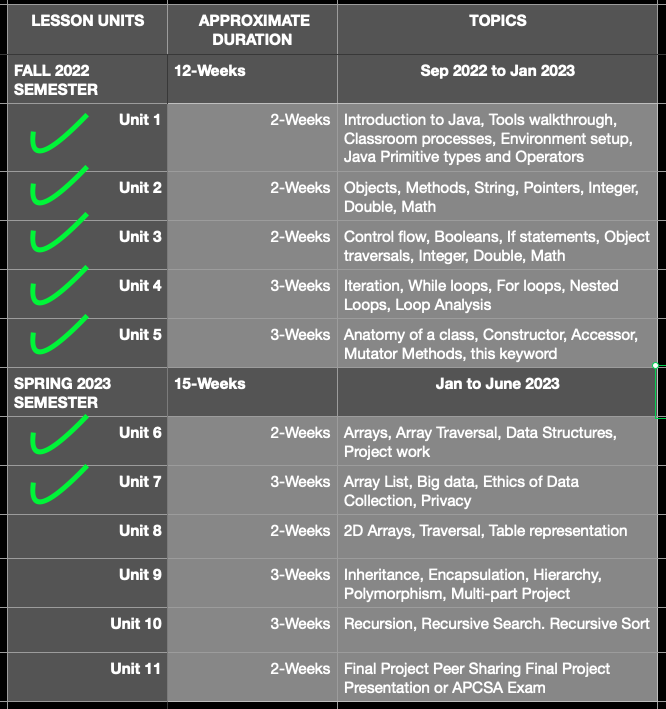 LESSON UNITS APPROXIMATE DURATION TOPICS
FALL 2022 SEMESTER 12-Weeks Sep 2022 to Jan 2023
Unit 1 2-Weeks Introduction to Java, Tools walkthrough,
Classroom processes, Environment setup,
Java Primitive types and Operators
Unit 2 2-Weeks Objects, Methods, String, Pointers, Integer,
Double, Math
Unit 3 2-Weeks Control flow, Booleans, If statements, Object
traversals, Integer, Double, Math
Unit 4 3-Weeks Iteration, While loops, For loops, Nested
Loops, Loop Analysis
Unit 5 3-Weeks Anatomy of a class, Constructor, Accessor,
Mutator Methods, this keyword
SPRING 2023 SEMESTER 15-Weeks Jan to June 2023
Unit 6 2-Weeks Arrays, Array Traversal, Data Structures,
Project work
Unit 7 3-Weeks Array List, Big data, Ethics of Data
Collection, Privacy
Unit 8 2-Weeks 2D Arrays, Traversal, Table representation
Unit 9 3-Weeks Inheritance, Encapsulation, Hierarchy,
Polymorphism, Multi-part Project
Unit 10 3-Weeks Recursion, Recursive Search. Recursive Sort
Unit 11 2-Weeks Final Project Peer Sharing Final Project
Presentation or APCSA Exam